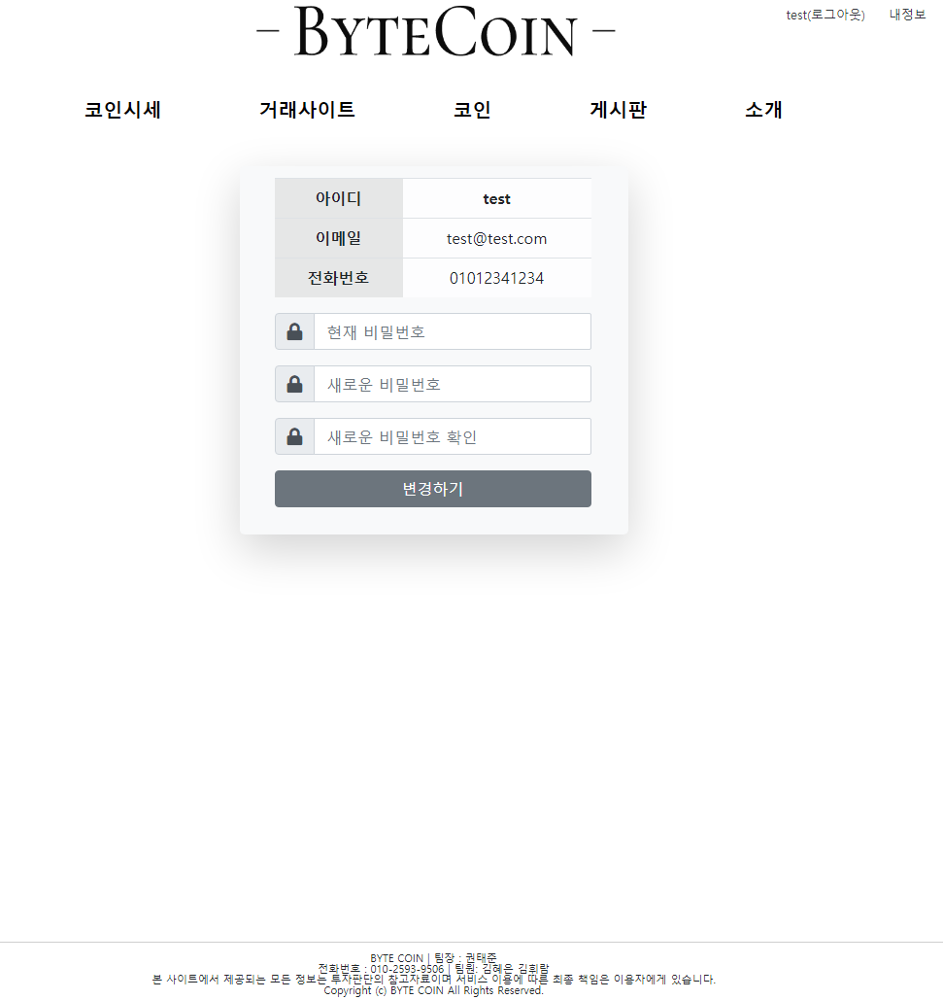 test(로그아웃) 내정보
– BYTECOIN –
코인시세 거래사이트 코인 게시판 소개
아이디 test
이메일 test@test.com
전화번호 01012341234
현재 비밀번호
새로운 비밀번호
새로운 비밀번호 확인
변경하기
BYTE COIN | 팀장 : 권태준
전화번호 : 010-2593-9506 | 팀원: 김혜은 김휘람
본 사이트에서 제공되는 모든 정보는 투자판단의 참고자료이며 서비스 이용에 따른 최종 책임은 이용자에게 있습니다.
Copyright (c) BYTE COIN All Rights Reserved.